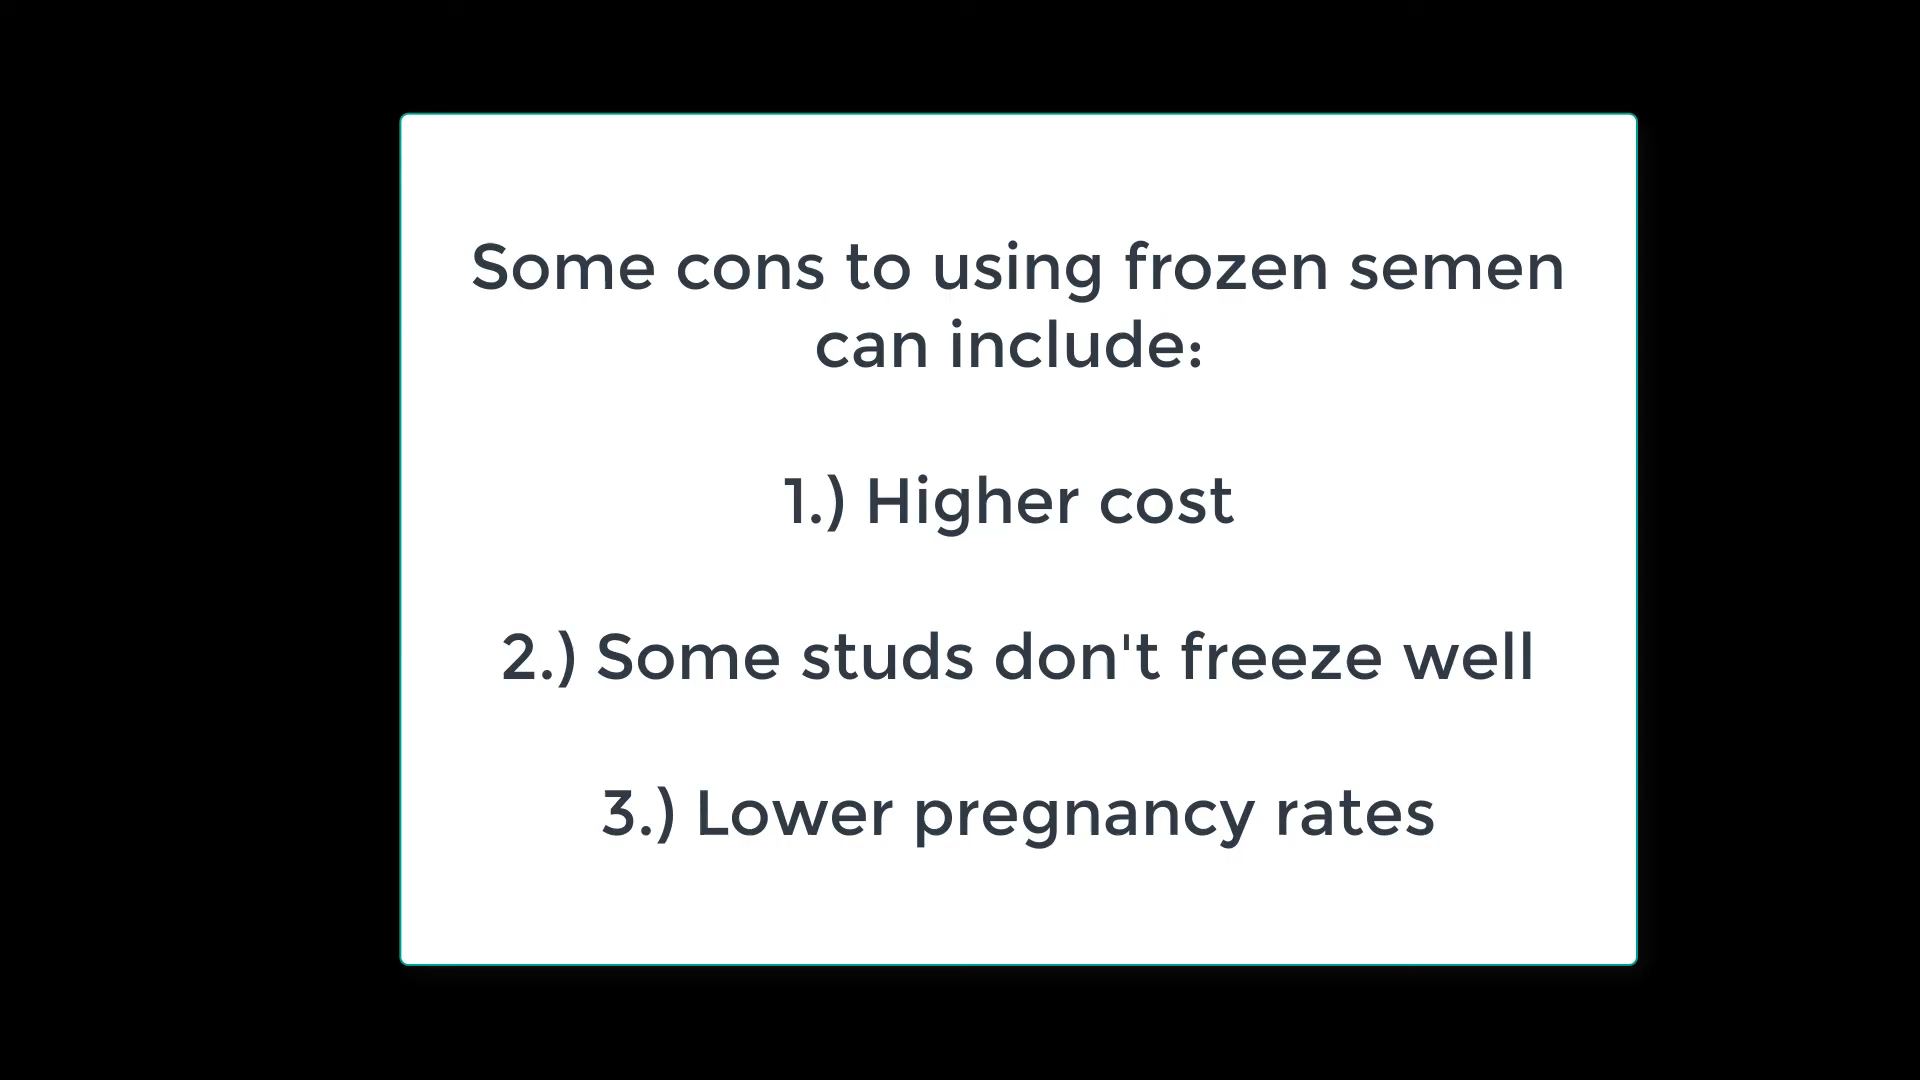 Some cons to using frozen semen
can include:
1.) Higher cost
2.) Some studs don't freeze well
3.) Lower pregnancy rates